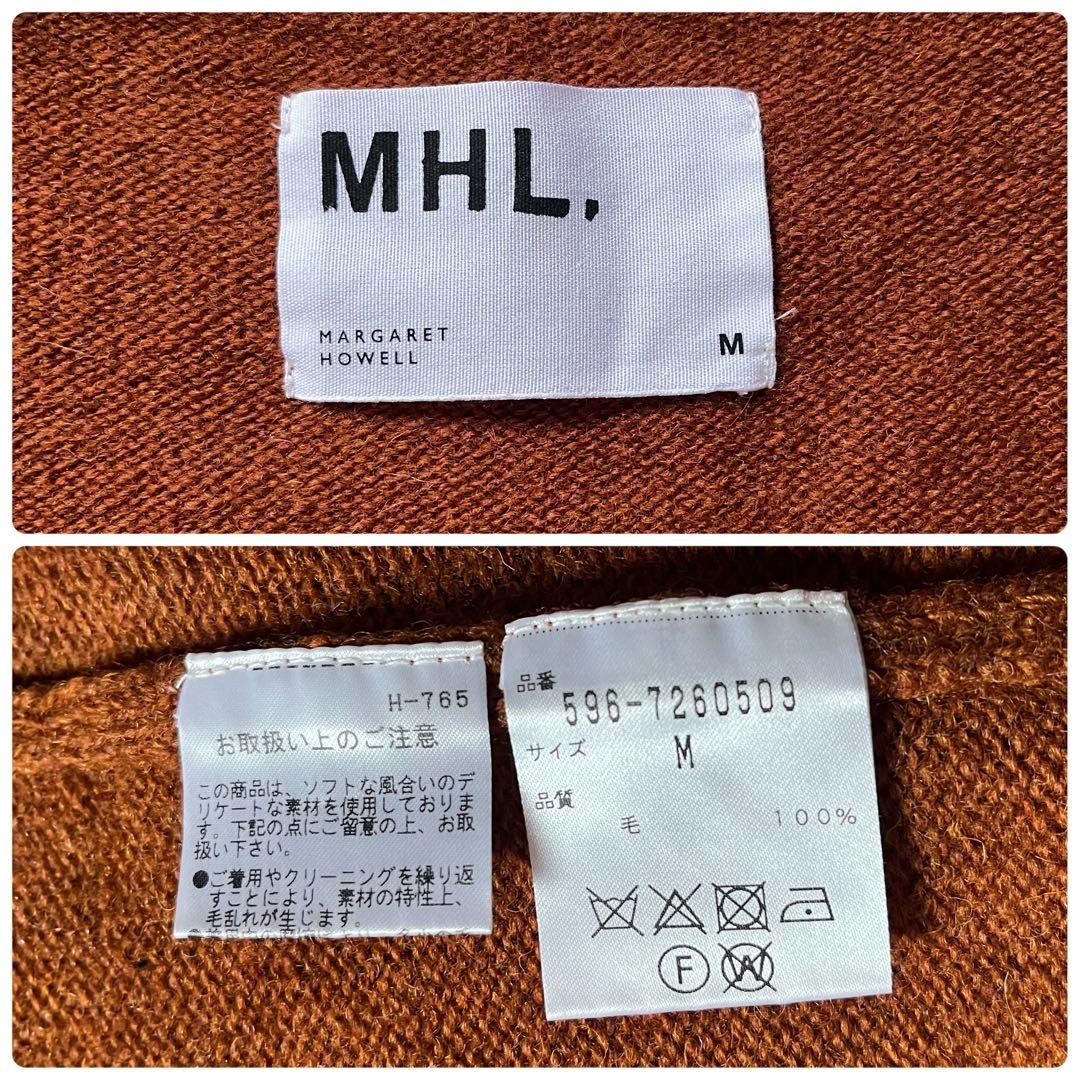 MHL.
MARGARET
HOWELL
M
H-765
お取扱い上のご注意
この商品は、ソフトな風合いのデ
リケートな素材を使用しておりま
す。下記の点にご留意の上、お取
扱い下さい。
●ご着用やクリーニングを繰り返
すことにより、素材の特性上、
毛乱れが生じます。
品番
596-7260509
サイズ
M
品質
毛 100%
F
W